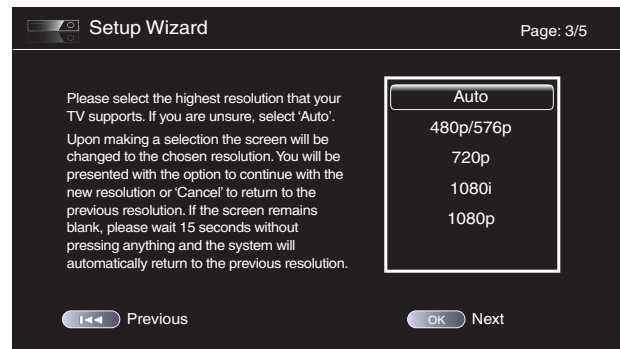 Setup Wizard
Page: 3/5
Please select the highest resolution that your
TV supports. If you are unsure, select ‘Auto’.
Upon making a selection the screen will be
changed to the chosen resolution. You will be
presented with the option to continue with the
new resolution or ‘Cancel’ to return to the
previous resolution. If the screen remains
blank, please wait 15 seconds without
pressing anything and the system will
automatically return to the previous resolution.
Auto
480p/576p
720p
1080i
1080p
Previous
OK Next